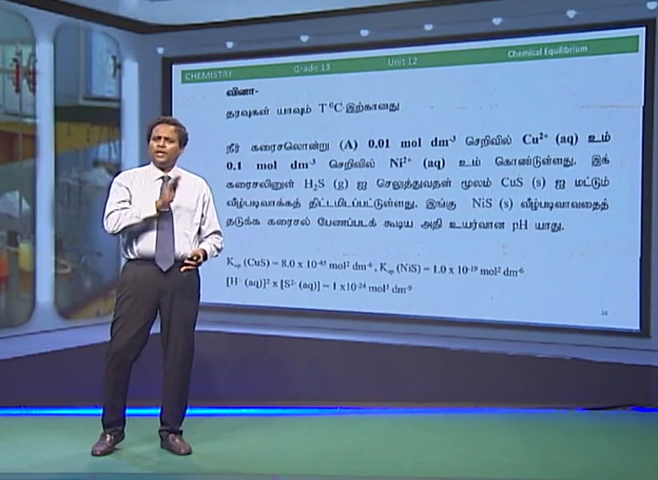 CHEMISTRY Grade 13 Unit 12 Chemical Equilibrium
வினா-
தரவுகள் யாவும் T ⁰C இற்கானது
நீர் கரைசலொன்று (A) 0.01 mol dm⁻³ செறிவில் Cu²⁺ (aq) உம்
0.1 mol dm⁻³ செறிவில் Ni²⁺ (aq) உம் கொண்டுள்ளது. இக்
கரைசலினுள் H₂S (g) ஐ செலுத்துவதன் மூலம் CuS (s) ஐ மட்டும்
வீழ்படிவாக்கத் திட்டமிடப்பட்டுள்ளது. இங்கு NiS (s) வீழ்படிவாவதைத்
தடுக்க கரைசல் பேணப்படக் கூடிய அதி உயர்வான pH யாது.
Kₛₚ (CuS) = 8.0 x 10⁻⁴⁵ mol² dm⁻⁶ , Kₛₚ (NiS) = 1.0 x 10⁻¹⁹ mol² dm⁻⁶
[H⁺ (aq)]² x [S²⁻ (aq)] = 1 x10⁻²⁴ mol³ dm⁻⁹